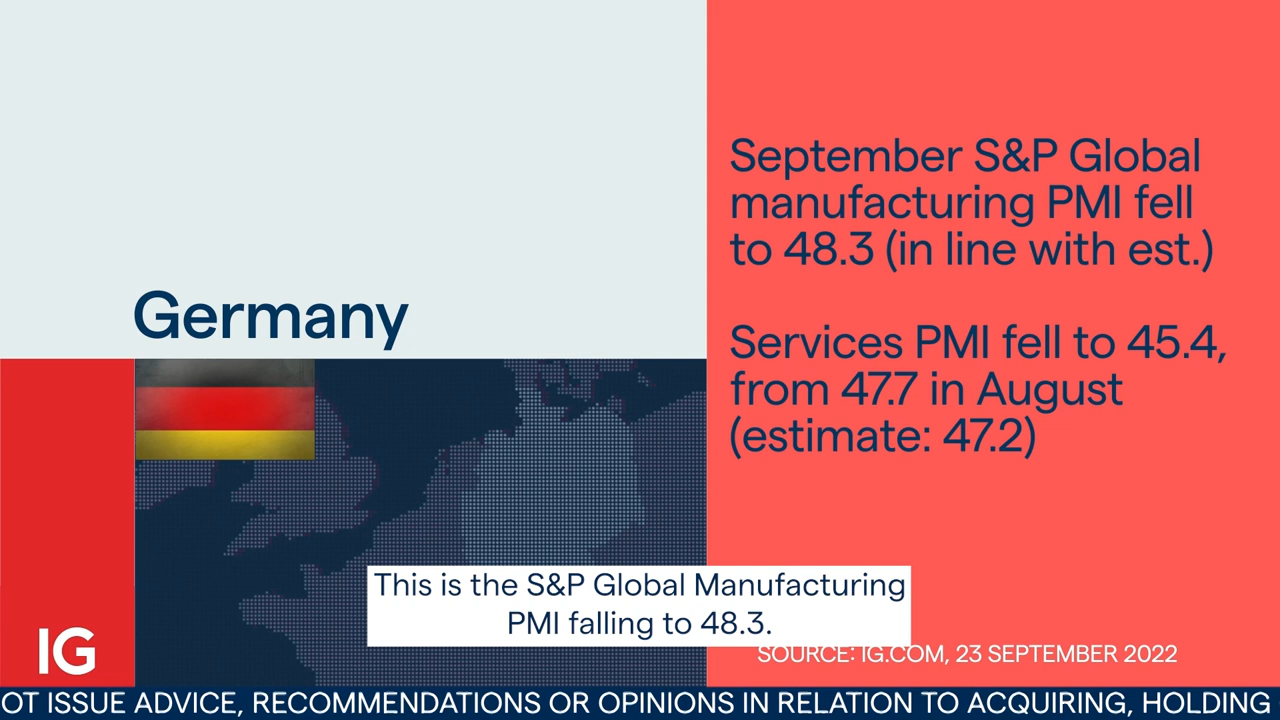 Germany
September S&P Global
manufacturing PMI fell
to 48.3 (in line with est.)
Services PMI fell to 45.4,
from 47.7 in August
(estimate: 47.2)
This is the S&P Global Manufacturing
PMI falling to 48.3.
SOURCE: IG.COM, 23 SEPTEMBER 2022
IG
OT ISSUE ADVICE, RECOMMENDATIONS OR OPINIONS IN RELATION TO ACQUIRING, HOLDING